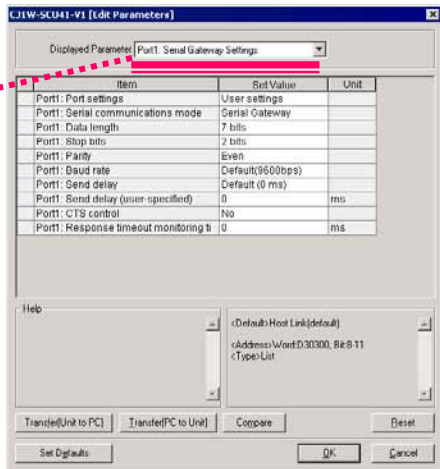 CJ1W-SCU41-V1 [Edit Parameters]
Displayed Parameter Port1: Serial Gateway Settings
Item Set Value Unit
Port1: Port settings User settings
Port1: Serial communications mode Serial Gateway
Port1: Data length 7 bits
Port1: Stop bits 2 bits
Port1: Parity Even
Port1: Baud rate Default(9600bps)
Port1: Send delay Default (0 ms)
Port1: Send delay (user-specified) 0 ms
Port1: CTS control No
Port1: Response timeout monitoring ti 0 ms
Help
<Default>Host Link(default)
<Address>Word:D30300, Bit:8-11
<Type>List
Transfer[Unit to PC] Transfer[PC to Unit] Compare Reset
Set Defaults OK Cancel